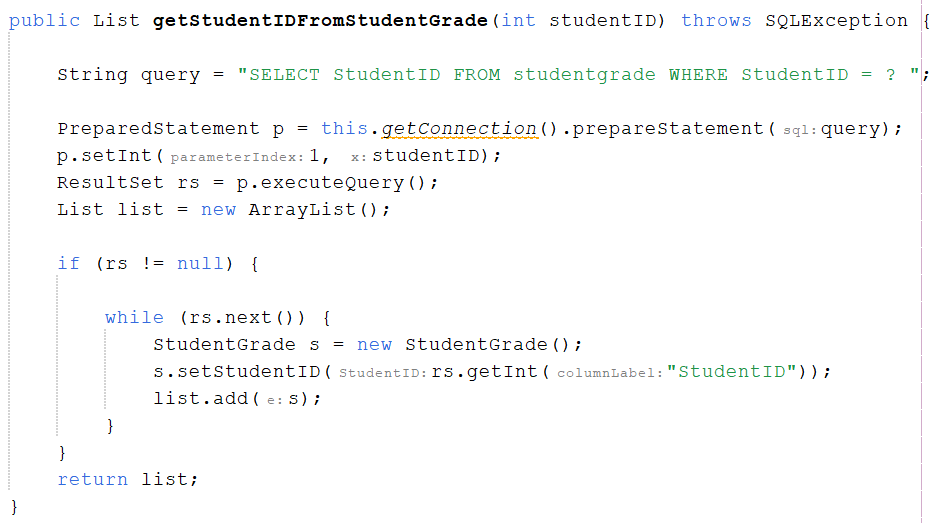 public List getStudentIDFromStudentGrade(int studentID) throws SQLException {
String query = "SELECT StudentID FROM studentgrade WHERE StudentID = ? ";
PreparedStatement p = this.getConnection().prepareStatement( sql: query);
p.setInt( parameterIndex: 1, x: studentID);
ResultSet rs = p.executeQuery();
List list = new ArrayList();
if (rs != null) {
while (rs.next()) {
StudentGrade s = new StudentGrade();
s.setStudentID( StudentID: rs.getInt( columnLabel: "StudentID"));
list.add( e: s);
}
}
return list;
}